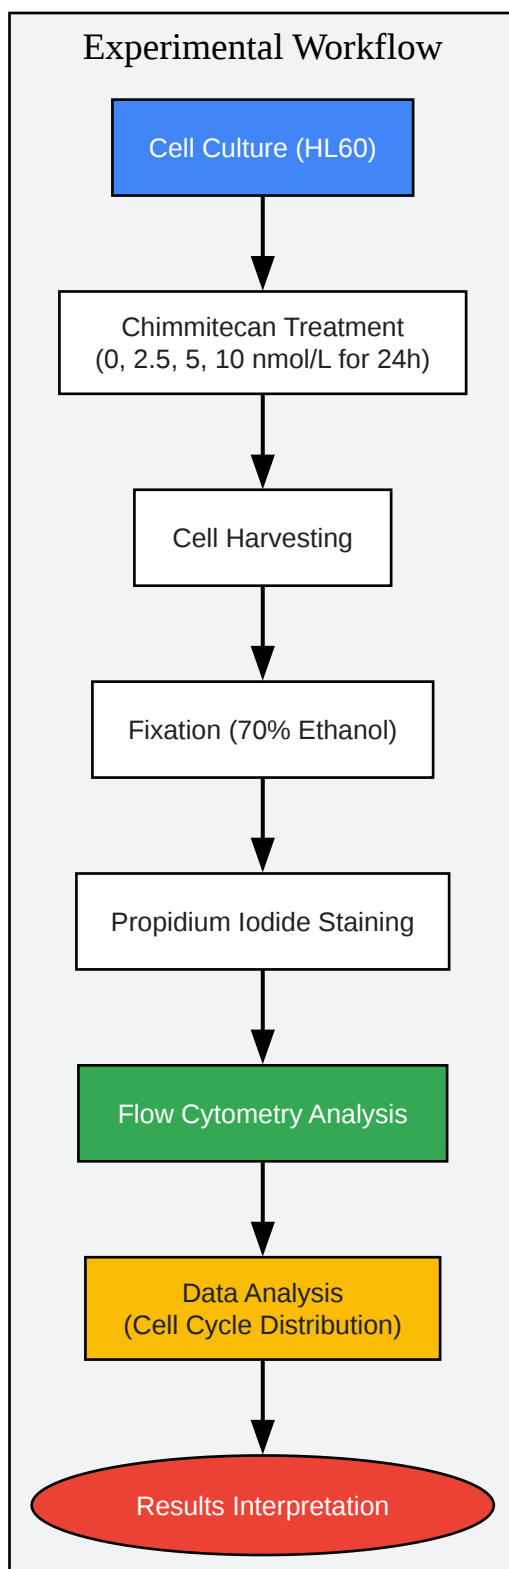 Experimental Workflow
Cell Culture (HL60)
Chimmitecan Treatment
(0, 2.5, 5, 10 nmol/L for 24h)
Cell Harvesting
Fixation (70% Ethanol)
Propidium Iodide Staining
Flow Cytometry Analysis
Data Analysis
(Cell Cycle Distribution)
Results Interpretation